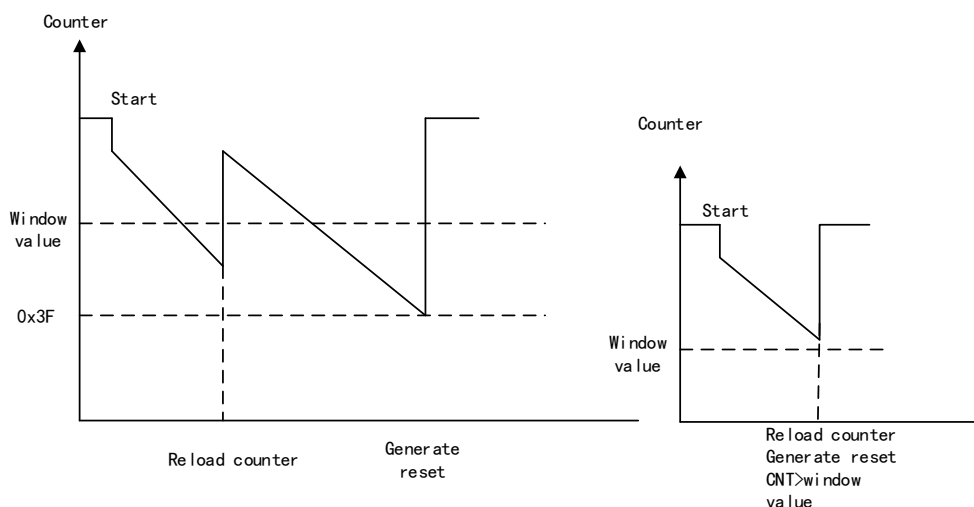 Counter
Start
Window
value
0x3F
Reload counter
Generate
reset
Counter
Start
Window
value
Reload counter
Generate reset
CNT>window
value